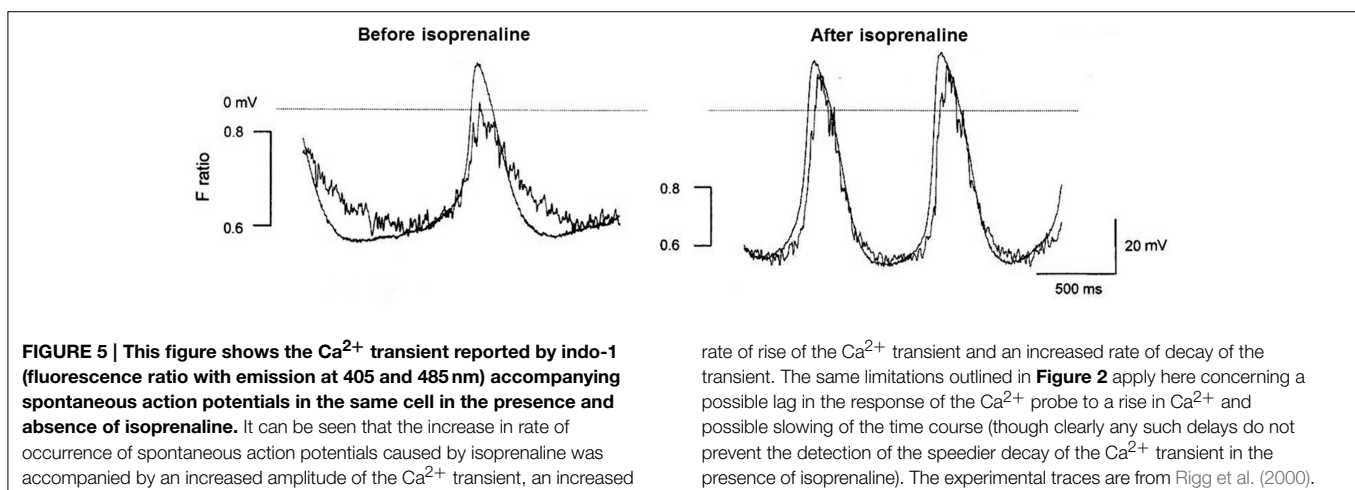 Before isoprenaline
After isoprenaline
0 mV
0.8
F ratio
0.6
0.8
0.6
20 mV
500 ms
FIGURE 5 | This figure shows the Ca²⁺ transient reported by indo-1
(fluorescence ratio with emission at 405 and 485 nm) accompanying
spontaneous action potentials in the same cell in the presence and
absence of isoprenaline. It can be seen that the increase in rate of
occurrence of spontaneous action potentials caused by isoprenaline was
accompanied by an increased amplitude of the Ca²⁺ transient, an increased
rate of rise of the Ca²⁺ transient and an increased rate of decay of the
transient. The same limitations outlined in Figure 2 apply here concerning a
possible lag in the response of the Ca²⁺ probe to a rise in Ca²⁺ and
possible slowing of the time course (though clearly any such delays do not
prevent the detection of the speedier decay of the Ca²⁺ transient in the
presence of isoprenaline). The experimental traces are from Rigg et al. (2000).